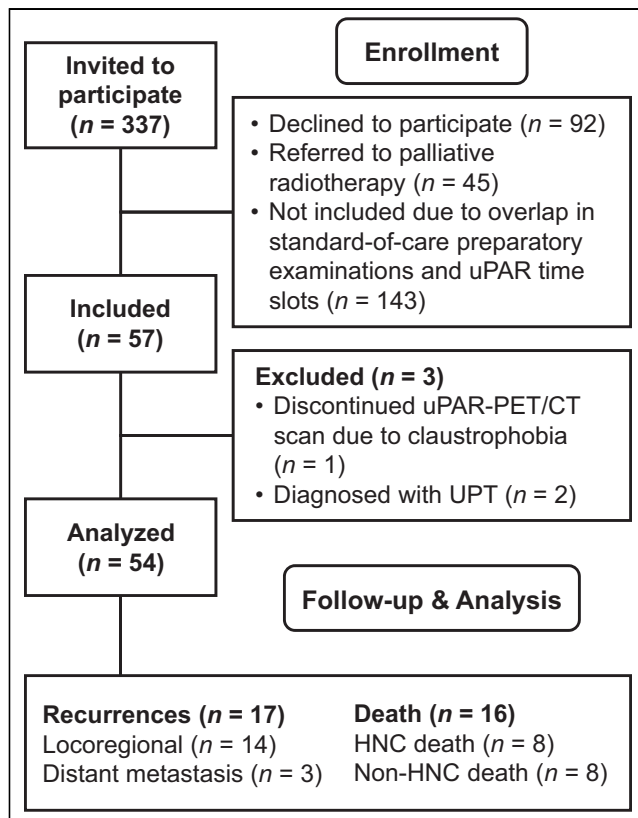 Invited to
participate
(n = 337)
Enrollment
• Declined to participate (n = 92)
• Referred to palliative
radiotherapy (n = 45)
• Not included due to overlap in
standard-of-care preparatory
examinations and uPAR time
slots (n = 143)
Included
(n = 57)
Excluded (n = 3)
• Discontinued uPAR-PET/CT
scan due to claustrophobia
(n = 1)
• Diagnosed with UPT (n = 2)
Analyzed
(n = 54)
Follow-up & Analysis
Recurrences (n = 17)
Locoregional (n = 14)
Distant metastasis (n = 3)
Death (n = 16)
HNC death (n = 8)
Non-HNC death (n = 8)